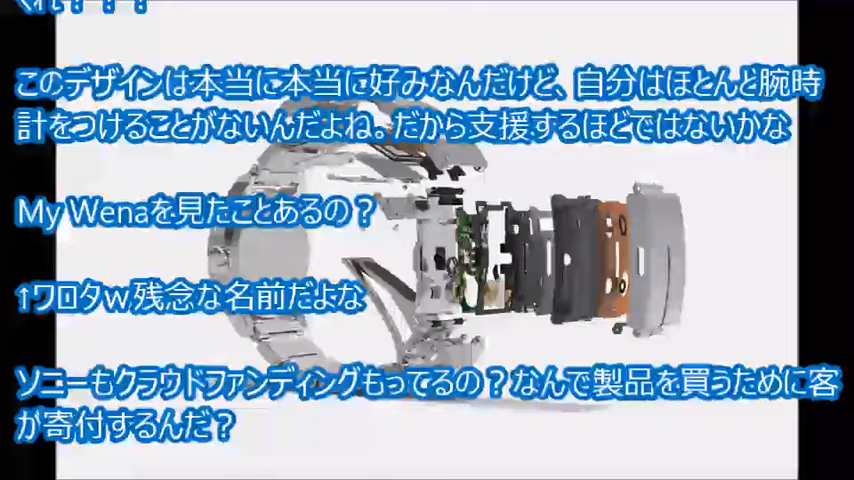 くれ？？？
このデザインは本当に本当に好みなんだけど、自分はほとんど腕時
計をつけることがないんだよね。だから支援するほどではないかな
My Wenaを見たことあるの？
↑ワロタｗ残念な名前だよな
ソニーもクラウドファンディングもってるの？なんで製品を買うために客
が寄付するんだ？